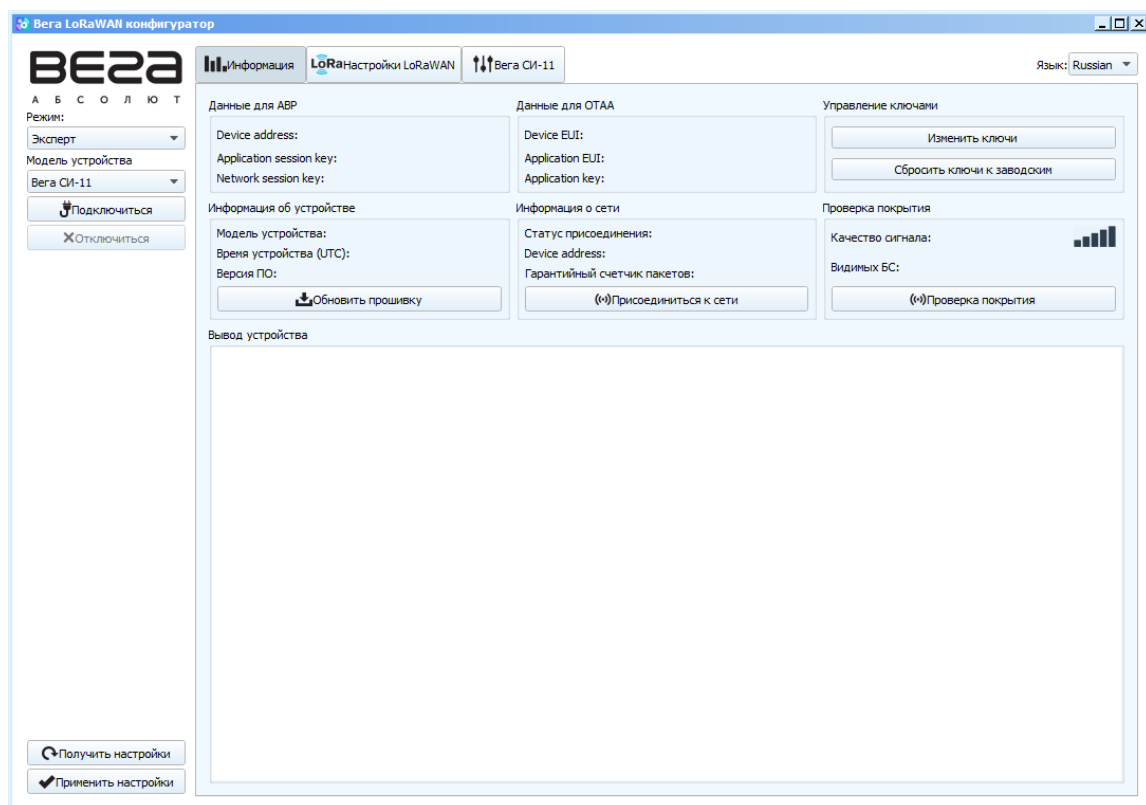 Вега LoRaWAN конфигуратор
ВЕГА
АБСОЛЮТ
Режим:
Эксперт
Модель устройства
Вега СИ-11
Подключиться
Отключиться
Получить настройки
Применить настройки
Информация
LoRa Настройки LoRaWAN
Вега СИ-11
Язык: Russian
Данные для ABP
Device address:
Application session key:
Network session key:
Данные для OTAA
Device EUI:
Application EUI:
Application key:
Управление ключами
Изменить ключи
Сбросить ключи к заводским
Информация об устройстве
Модель устройства:
Время устройства (UTC):
Версия ПО:
Обновить прошивку
Информация о сети
Статус присоединения:
Device address:
Гарантийный счетчик пакетов:
Присоединиться к сети
Проверка покрытия
Качество сигнала:
Видимых БС:
Проверка покрытия
Вывод устройства